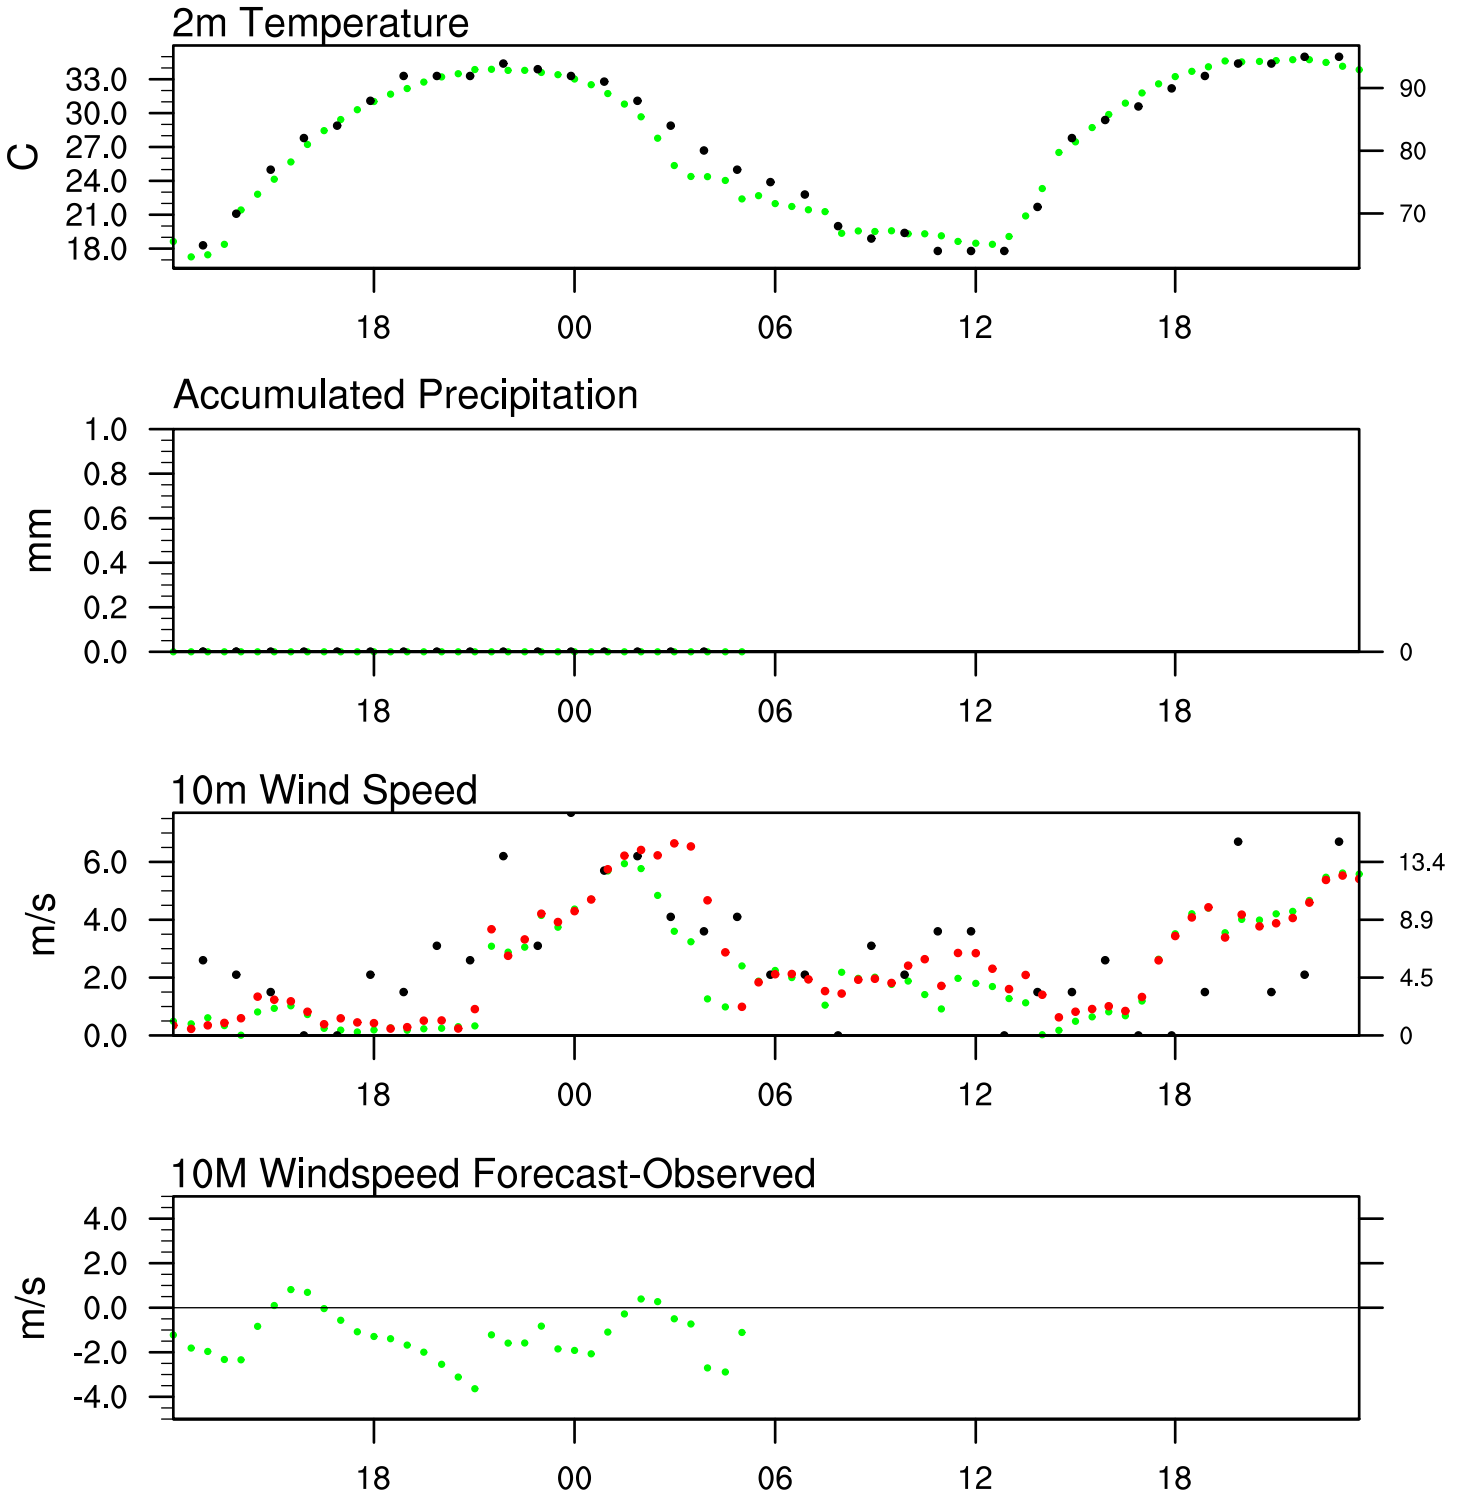 2m Temperature
C
33.0
30.0
27.0
24.0
21.0
18.0
90
80
70
18 00 06 12 18
Accumulated Precipitation
mm
1.0
0.8
0.6
0.4
0.2
0.0
0
18 00 06 12 18
10m Wind Speed
m/s
6.0
4.0
2.0
0.0
13.4
8.9
4.5
0
18 00 06 12 18
10M Windspeed Forecast-Observed
m/s
4.0
2.0
0.0
-2.0
-4.0
18 00 06 12 18